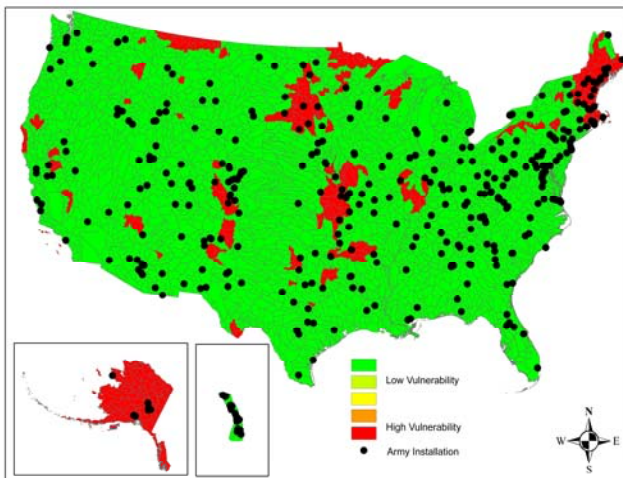 Low Vulnerability
High Vulnerability
Army Installation
N
W E
S